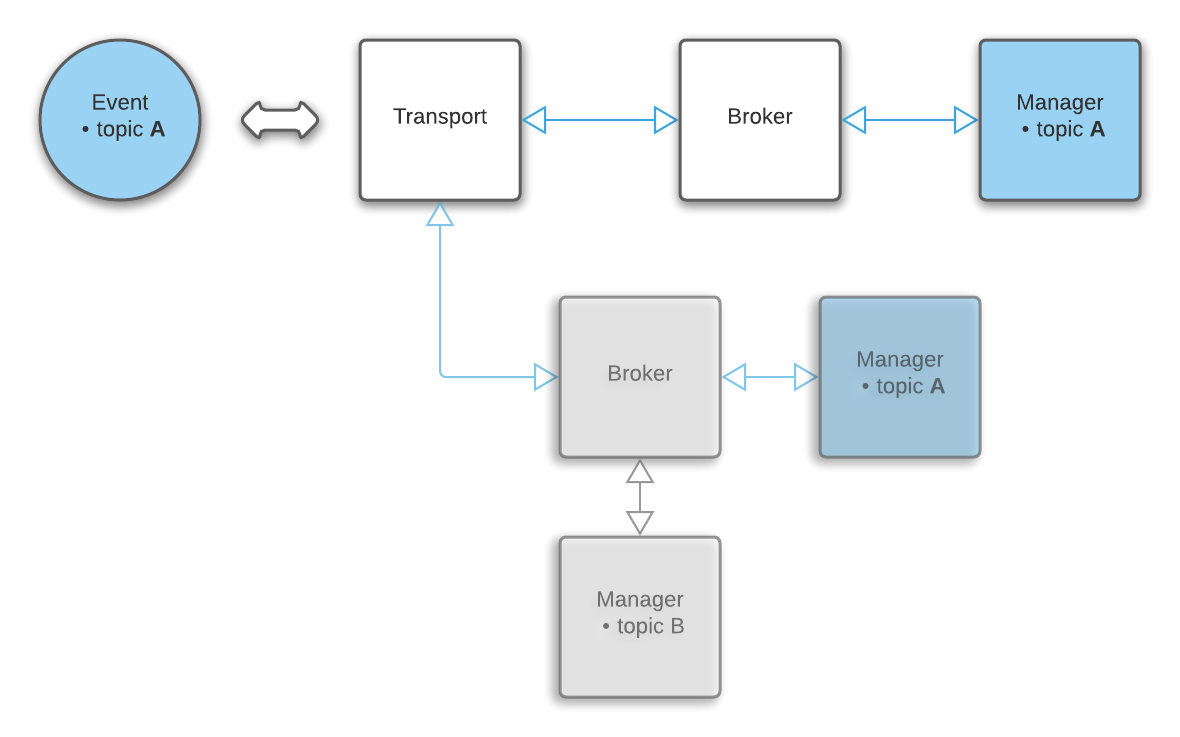 Event
• topic A
Transport
Broker
Manager
• topic A
Broker
Manager
• topic A
Manager
• topic B